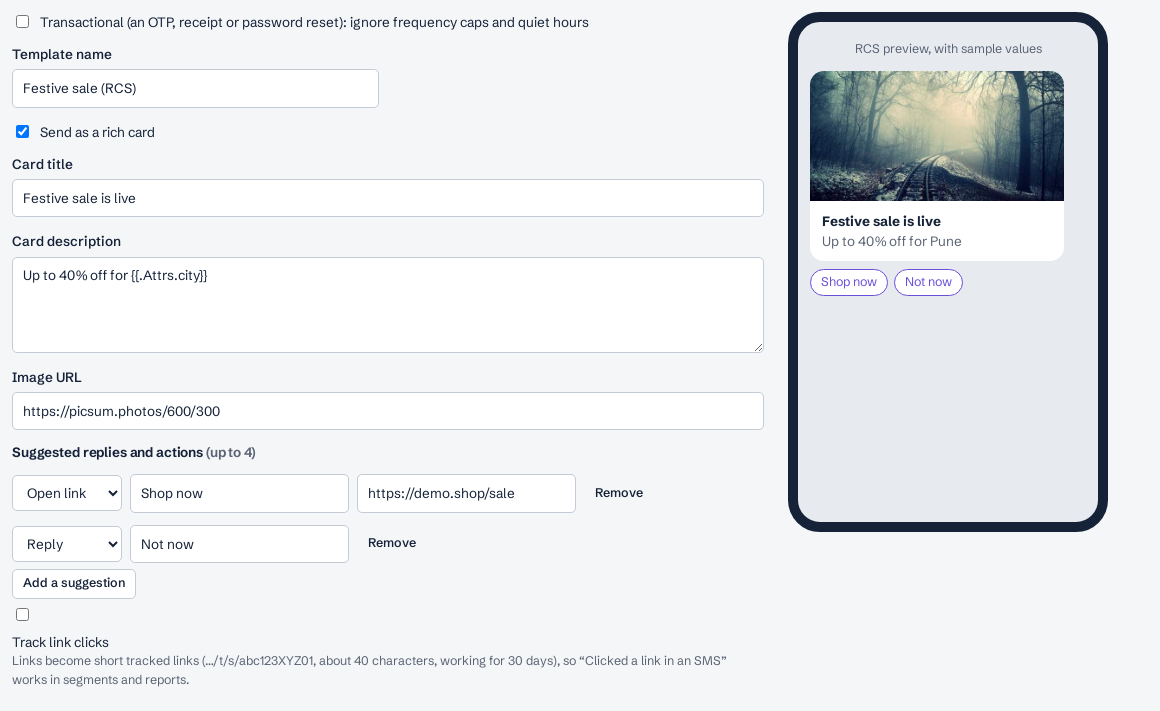 Transactional (an OTP, receipt or password reset): ignore frequency caps and quiet hours
Template name
Festive sale (RCS)
Send as a rich card
Card title
Festive sale is live
Card description
Up to 40% off for {{.Attrs.city}}
Image URL
https://picsum.photos/600/300
Suggested replies and actions (up to 4)
Open link
Shop now
https://demo.shop/sale
Remove
Reply
Not now
Remove
Add a suggestion
Track link clicks
Links become short tracked links (…/t/s/abc123XYZ01, about 40 characters, working for 30 days), so “Clicked a link in an SMS”
works in segments and reports.
RCS preview, with sample values
Festive sale is live
Up to 40% off for Pune
Shop now
Not now